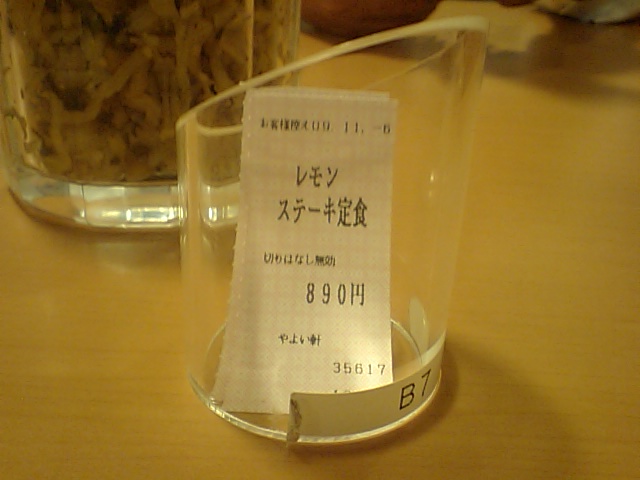 お客様控え09. 11. -6
レモン
ステーキ定食
切りはなし無効
890円
やよい軒
35617
B7